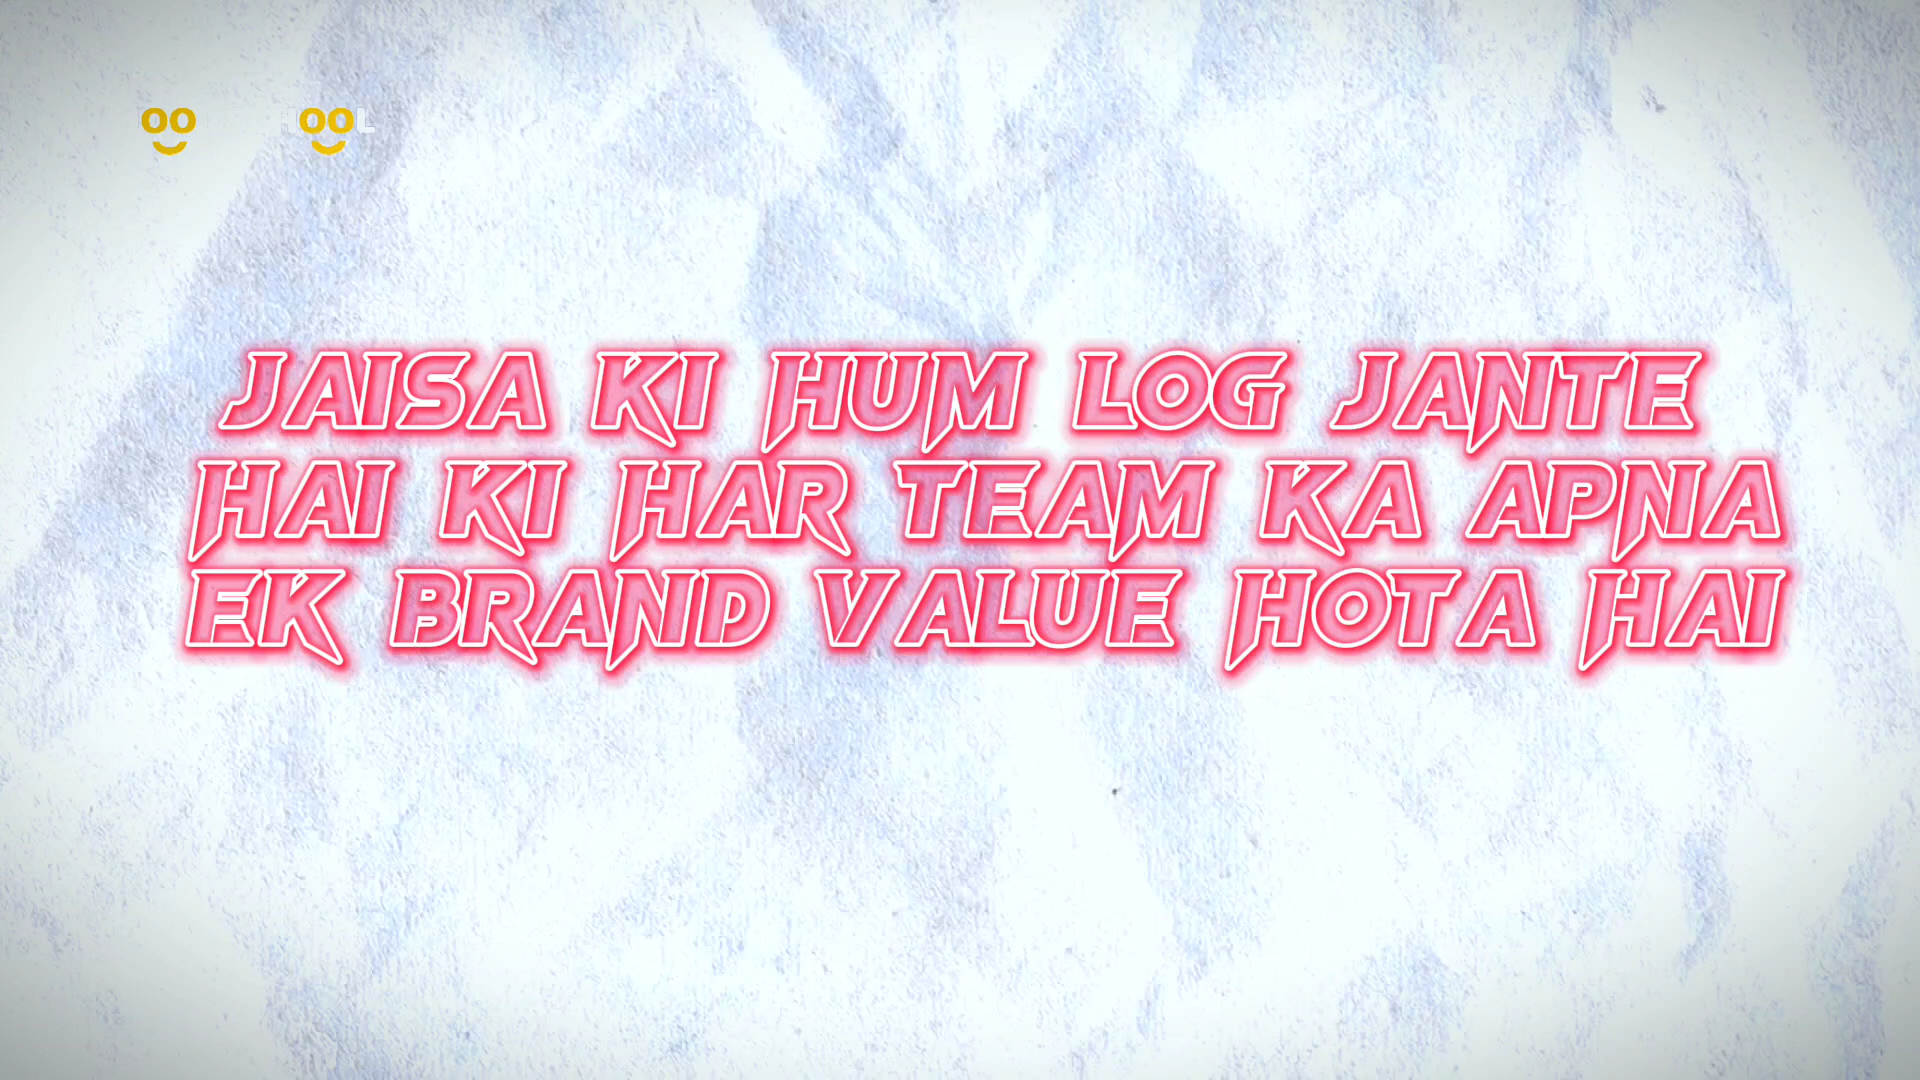 JAISA KI HUM LOG JANTE
HAI KI HAR TEAM KA APNA
EK BRAND VALUE HOTA HAI